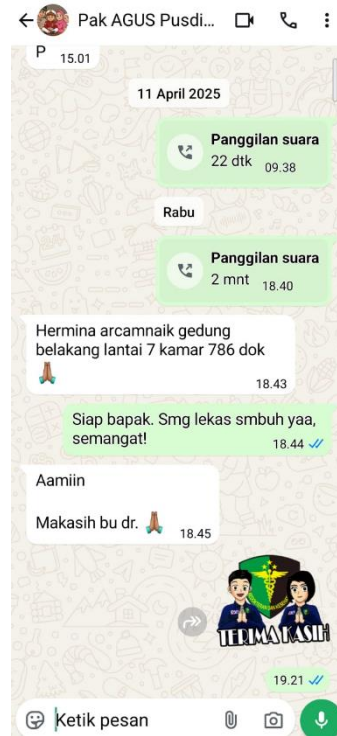 Pak AGUS Pusdi...
P 15.01
11 April 2025
Panggilan suara
22 dtk 09.38
Rabu
Panggilan suara
2 mnt 18.40
Hermina arcamnaik gedung
belakang lantai 7 kamar 786 dok
🙏🏽
18.43
Siap bapak. Smg lekas smbuh yaa,
semangat!
18.44
Aamiin
Makasih bu dr. 🙏🏽 18.45
TERIMA KASIH
19.21
Ketik pesan